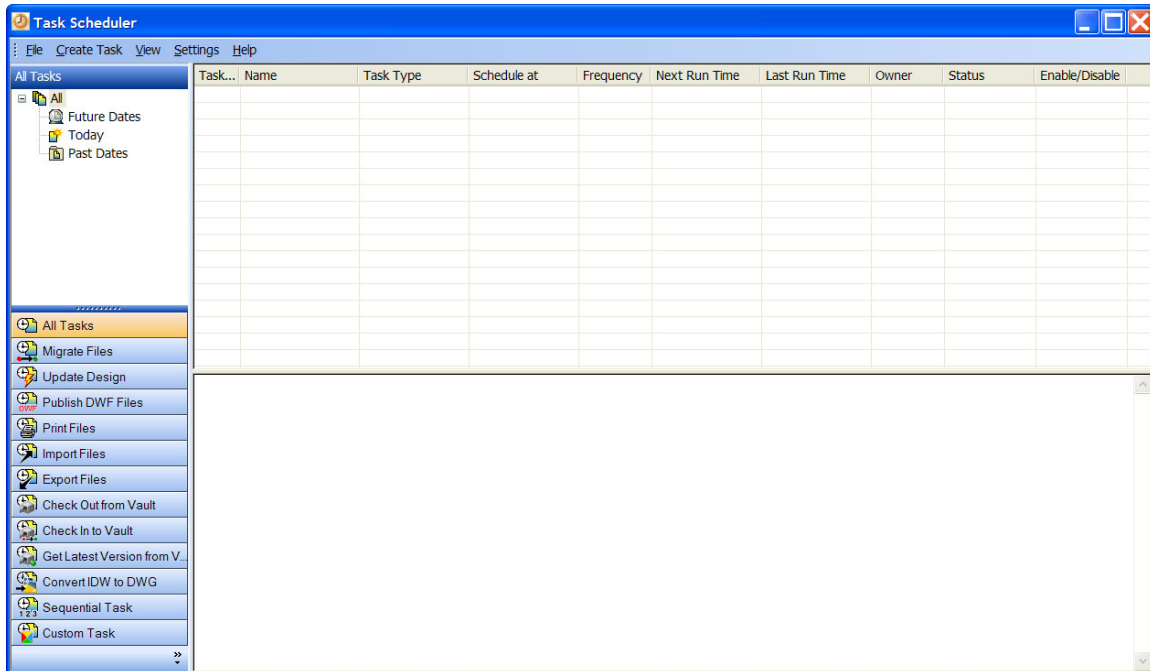 Task Scheduler
File Create Task View Settings Help
All Tasks
Task... Name Task Type Schedule at Frequency Next Run Time Last Run Time Owner Status Enable/Disable
All
Future Dates
Today
Past Dates
All Tasks
Migrate Files
Update Design
DWF Publish DWF Files
Print Files
Import Files
Export Files
Check Out from Vault
Check In to Vault
Get Latest Version from V...
Convert IDW to DWG
1 2 3 Sequential Task
Custom Task